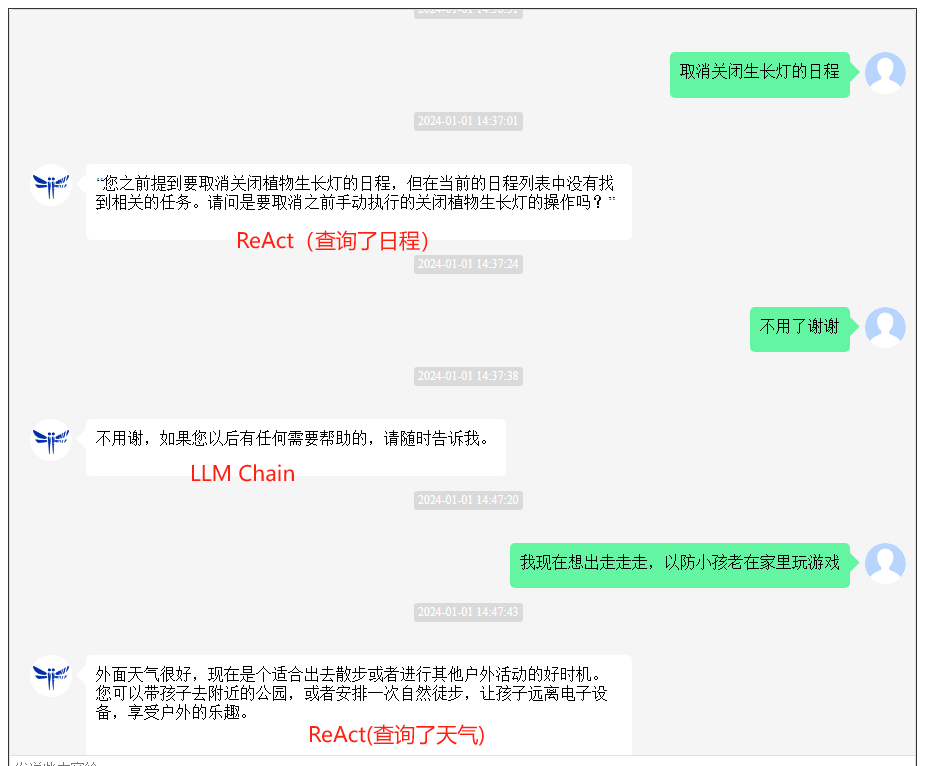 取消关闭生长灯的日程
2024-01-01 14:37:01
“您之前提到要取消关闭植物生长灯的日程，但在当前的日程列表中没有找
到相关的任务。请问是要取消之前手动执行的关闭植物生长灯的操作吗？”
ReAct（查询了日程）
2024-01-01 14:37:24
不用了谢谢
2024-01-01 14:37:38
不用谢，如果您以后有任何需要帮助的，请随时告诉我。
LLM Chain
2024-01-01 14:47:20
我现在想出走走走，以防小孩老在家里玩游戏
2024-01-01 14:47:43
外面天气很好，现在是个适合出去散步或者进行其他户外活动的好时机。
您可以带孩子去附近的公园，或者安排一次自然徒步，让孩子远离电子设
备，享受户外的乐趣。
ReAct(查询了天气)